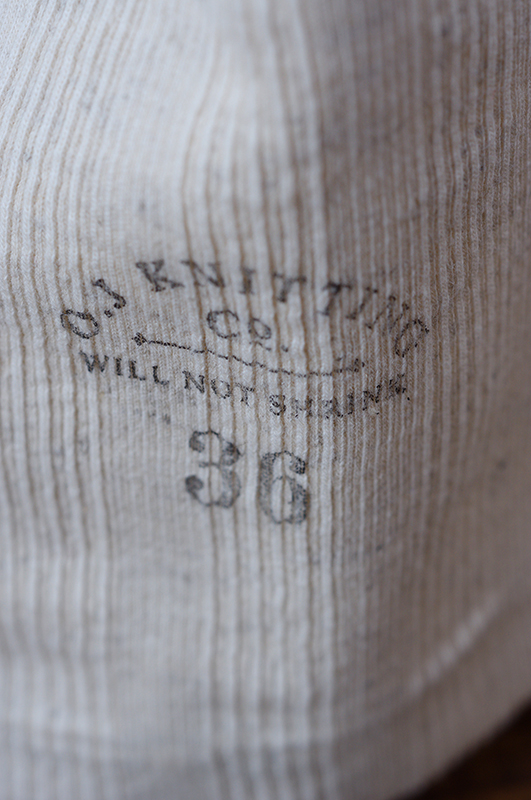 O.J KNITTING
Co.
WILL NOT SHRINK
36